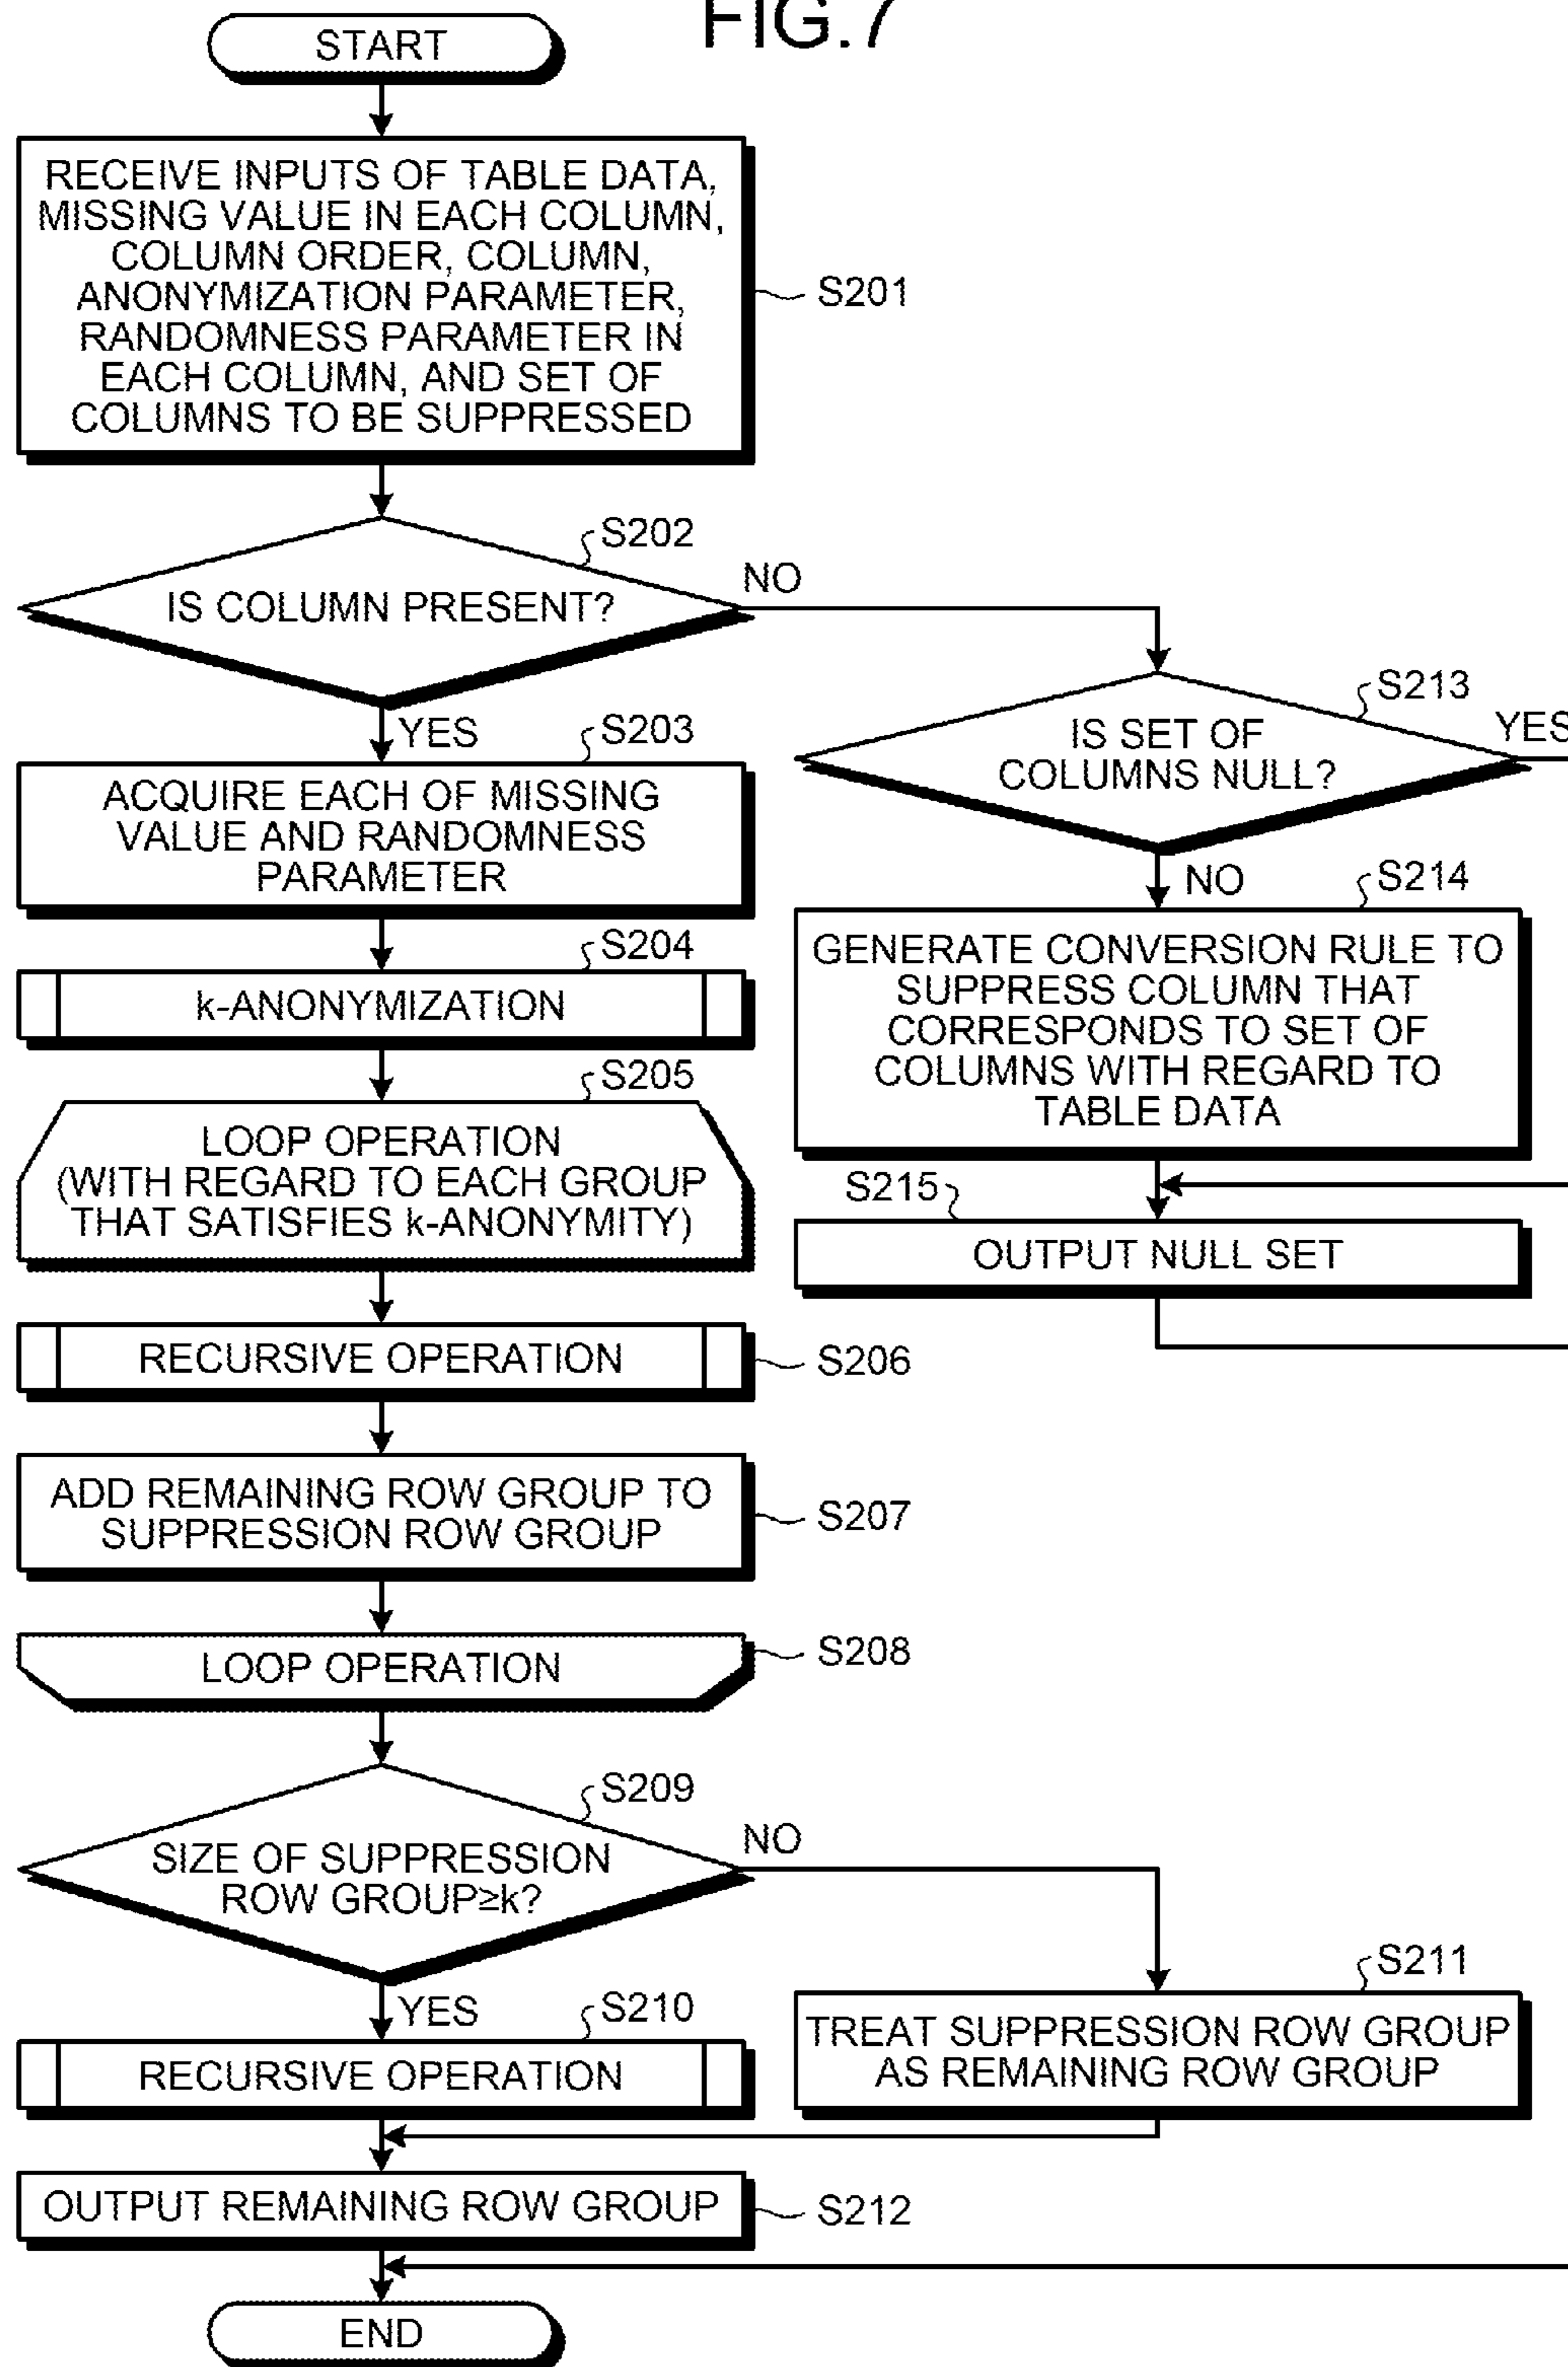 FIG.7
START
RECEIVE INPUTS OF TABLE DATA,
MISSING VALUE IN EACH COLUMN,
COLUMN ORDER, COLUMN,
ANONYMIZATION PARAMETER,
RANDOMNESS PARAMETER IN
EACH COLUMN, AND SET OF
COLUMNS TO BE SUPPRESSED
S201
S202
IS COLUMN PRESENT?
NO
YES
S203
ACQUIRE EACH OF MISSING
VALUE AND RANDOMNESS
PARAMETER
S204
k-ANONYMIZATION
S205
LOOP OPERATION
(WITH REGARD TO EACH GROUP
THAT SATISFIES k-ANONYMITY)
RECURSIVE OPERATION
S206
ADD REMAINING ROW GROUP TO
SUPPRESSION ROW GROUP
S207
LOOP OPERATION
S208
S209
SIZE OF SUPPRESSION
ROW GROUP≥k?
NO
YES
S210
RECURSIVE OPERATION
S211
TREAT SUPPRESSION ROW GROUP
AS REMAINING ROW GROUP
OUTPUT REMAINING ROW GROUP
S212
END
S213
IS SET OF
COLUMNS NULL?
YES
NO
S214
GENERATE CONVERSION RULE TO
SUPPRESS COLUMN THAT
CORRESPONDS TO SET OF
COLUMNS WITH REGARD TO
TABLE DATA
S215
OUTPUT NULL SET